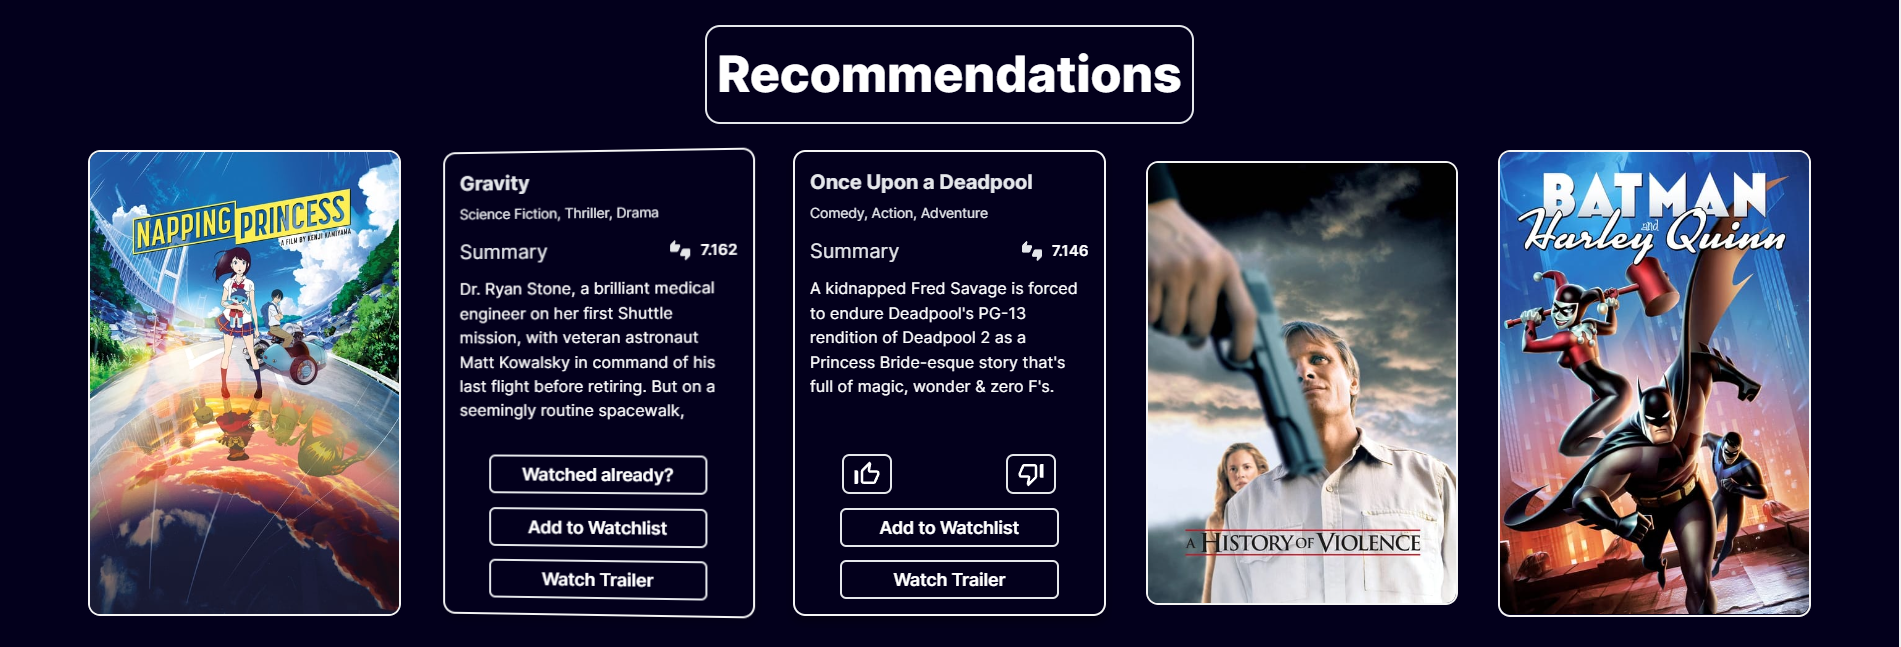 Recommendations
NAPPING PRINCESS
A FILM BY KENJI KAMIYAMA
Gravity
Science Fiction, Thriller, Drama
Summary 7.162
Dr. Ryan Stone, a brilliant medical
engineer on her first Shuttle
mission, with veteran astronaut
Matt Kowalsky in command of his
last flight before retiring. But on a
seemingly routine spacewalk,
Watched already?
Add to Watchlist
Watch Trailer
Once Upon a Deadpool
Comedy, Action, Adventure
Summary 7.146
A kidnapped Fred Savage is forced
to endure Deadpool's PG-13
rendition of Deadpool 2 as a
Princess Bride-esque story that's
full of magic, wonder & zero F's.
Add to Watchlist
Watch Trailer
A HISTORY OF VIOLENCE
BATMAN
and
Harley Quinn